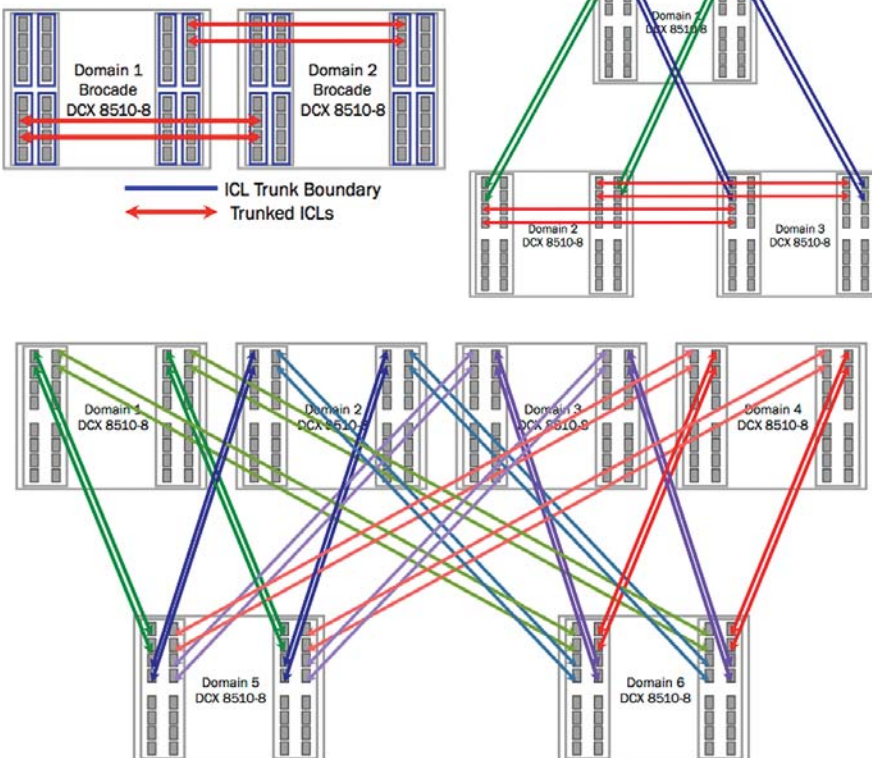 Domain 1
Brocade
DCX 8510-8
Domain 2
Brocade
DCX 8510-8
ICL Trunk Boundary
Trunked ICLs
Domain
DCX 8510-8
Domain 2
DCX 8510-8
Domain 3
DCX 8510-8
Domain 1
DCX 8510-8
Domain 2
DCX 8510-8
Domain 3
DCX 8510-8
Domain 4
DCX 8510-8
Domain 5
DCX 8510-8
Domain 6
DCX 8510-8